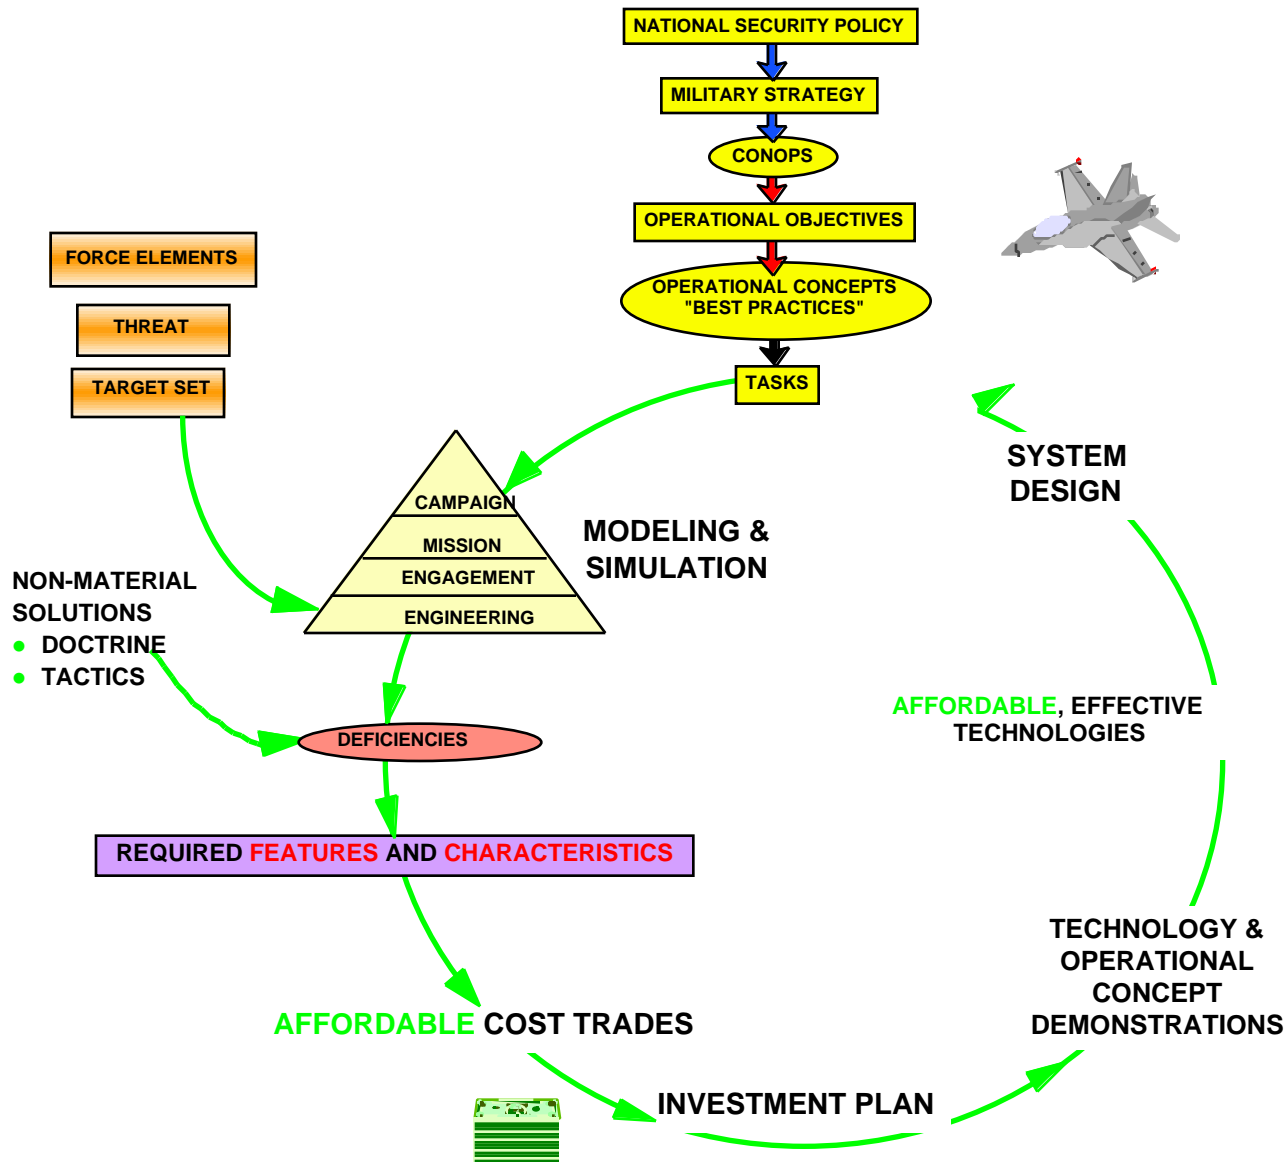 NATIONAL SECURITY POLICY
MILITARY STRATEGY
CONOPS
OPERATIONAL OBJECTIVES
OPERATIONAL CONCEPTS
"BEST PRACTICES"
TASKS
FORCE ELEMENTS
THREAT
TARGET SET
CAMPAIGN
MISSION
ENGAGEMENT
ENGINEERING
MODELING &
SIMULATION
NON-MATERIAL
SOLUTIONS
• DOCTRINE
• TACTICS
DEFICIENCIES
REQUIRED FEATURES AND CHARACTERISTICS
AFFORDABLE COST TRADES
INVESTMENT PLAN
TECHNOLOGY &
OPERATIONAL
CONCEPT
DEMONSTRATIONS
AFFORDABLE, EFFECTIVE
TECHNOLOGIES
SYSTEM
DESIGN